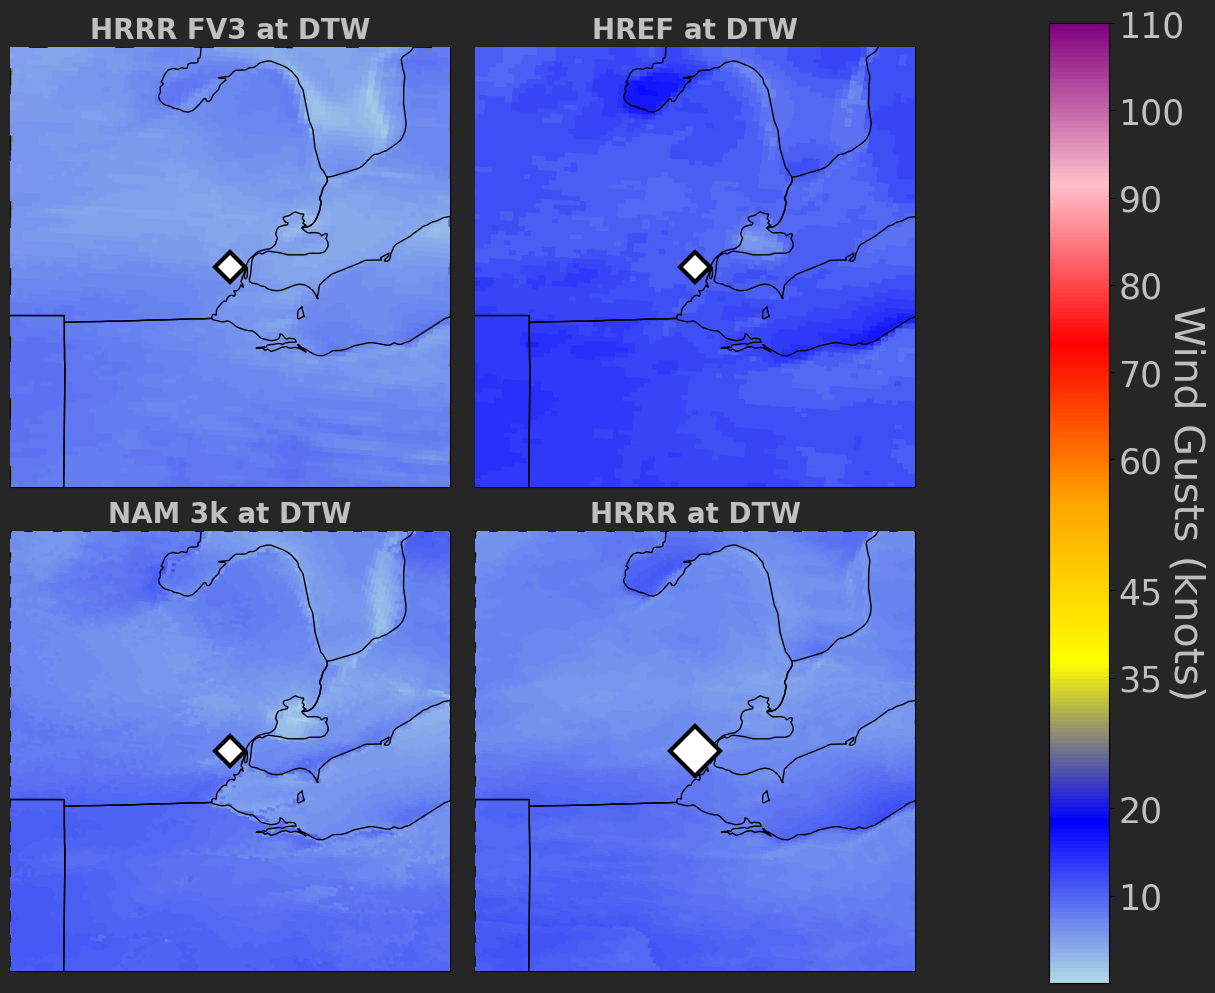 HRRR FV3 at DTW
HREF at DTW
NAM 3k at DTW
HRRR at DTW
110
100
90
80
70
60
45
35
20
10
Wind Gusts (knots)